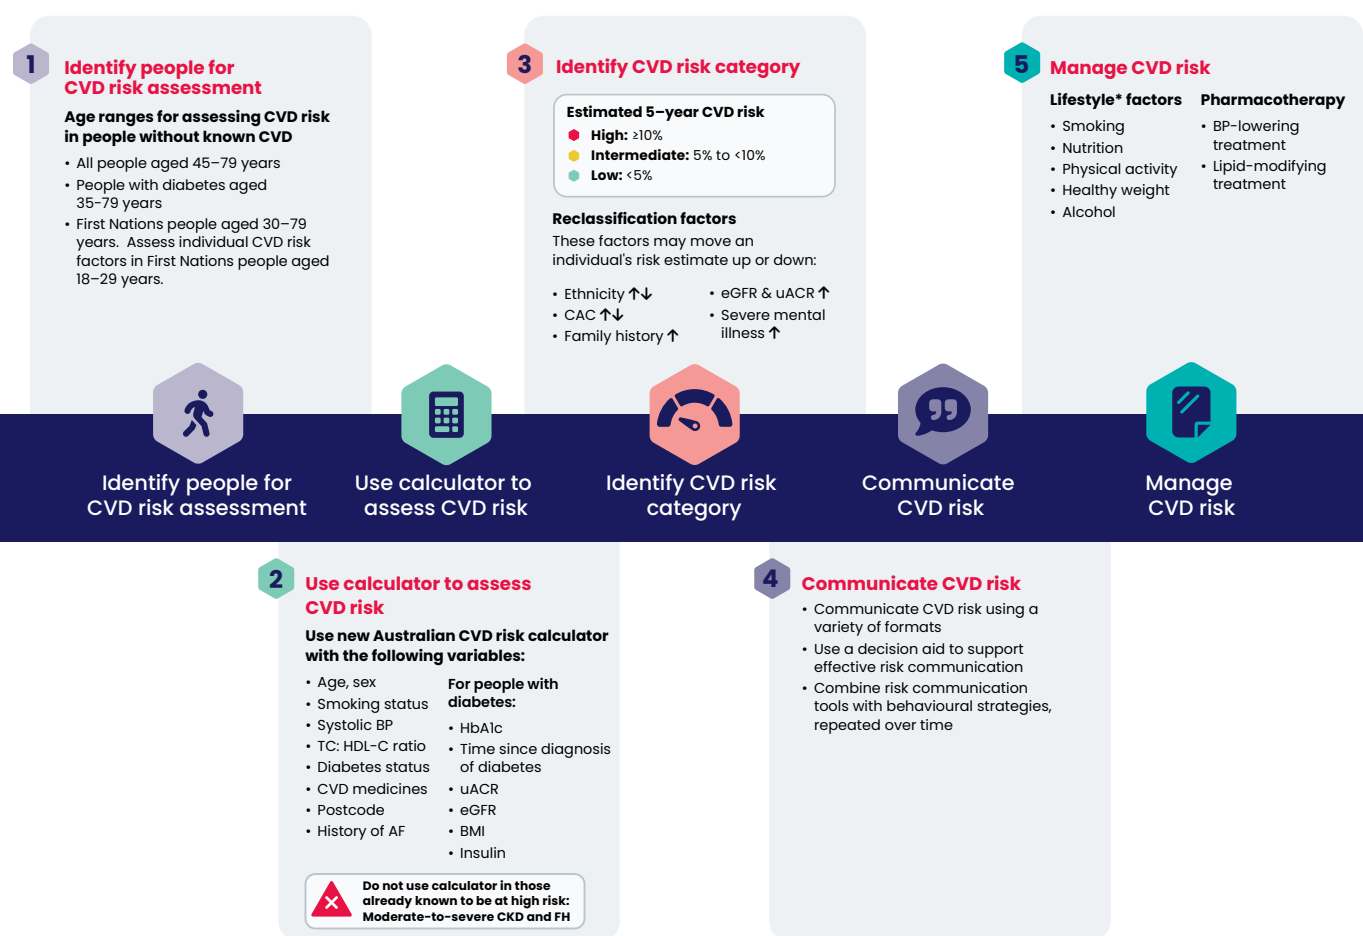 1
Identify people for
CVD risk assessment
Age ranges for assessing CVD risk
in people without known CVD
• All people aged 45–79 years
• People with diabetes aged
35-79 years
• First Nations people aged 30–79
years.  Assess individual CVD risk
factors in First Nations people aged
18–29 years.
3
Identify CVD risk category
Estimated 5–year CVD risk
High: ≥10%
Intermediate: 5% to <10%
Low: <5%
Reclassification factors
These factors may move an
individual's risk estimate up or down:
• Ethnicity ↑↓
• CAC ↑↓
• Family history ↑
• eGFR & uACR ↑
• Severe mental
illness ↑
5
Manage CVD risk
Lifestyle* factors
• Smoking
• Nutrition
• Physical activity
• Healthy weight
• Alcohol
Pharmacotherapy
• BP-lowering
treatment
• Lipid-modifying
treatment
Identify people for
CVD risk assessment
Use calculator to
assess CVD risk
Identify CVD risk
category
Communicate
CVD risk
Manage
CVD risk
2
Use calculator to assess
CVD risk
Use new Australian CVD risk calculator
with the following variables:
• Age, sex
• Smoking status
• Systolic BP
• TC: HDL-C ratio
• Diabetes status
• CVD medicines
• Postcode
• History of AF
For people with
diabetes:
• HbA1c
• Time since diagnosis
of diabetes
• uACR
• eGFR
• BMI
• Insulin
Do not use calculator in those
already known to be at high risk:
Moderate-to-severe CKD and FH
4
Communicate CVD risk
• Communicate CVD risk using a
variety of formats
• Use a decision aid to support
effective risk communication
• Combine risk communication
tools with behavioural strategies,
repeated over time